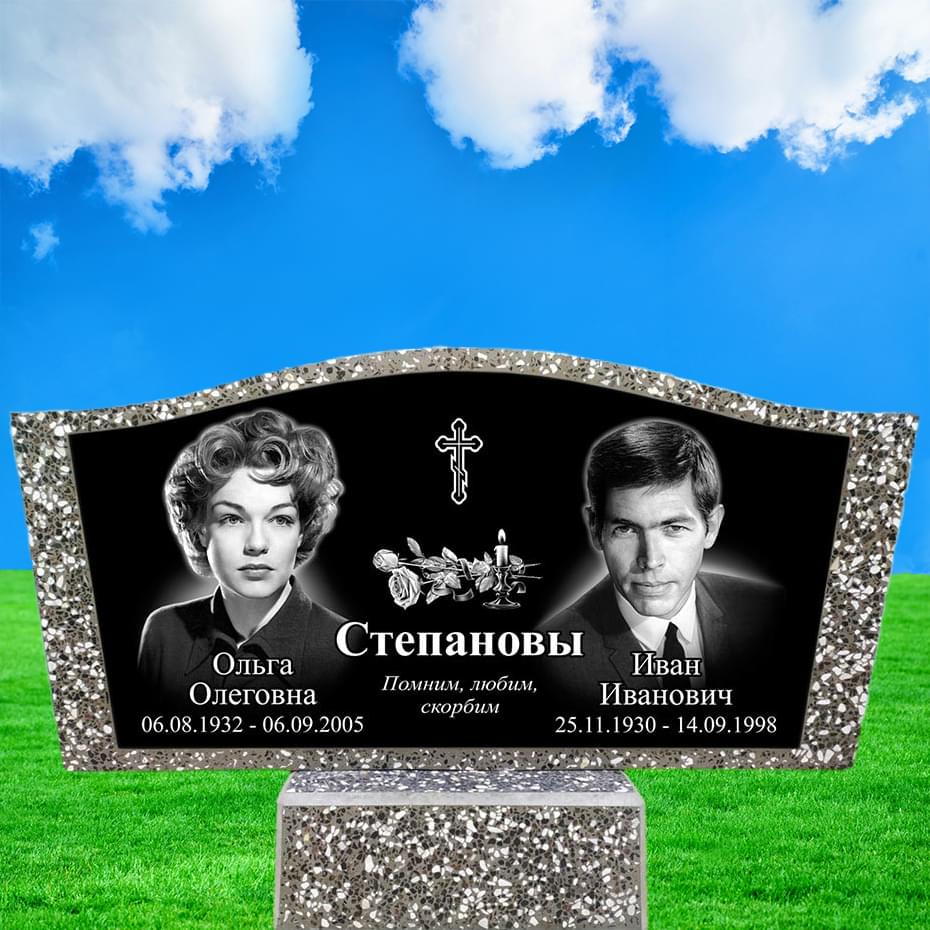 Степановы
Ольга
Олеговна
06.08.1932 - 06.09.2005
Помним, любим,
скорбим
Иван
Иванович
25.11.1930 - 14.09.1998